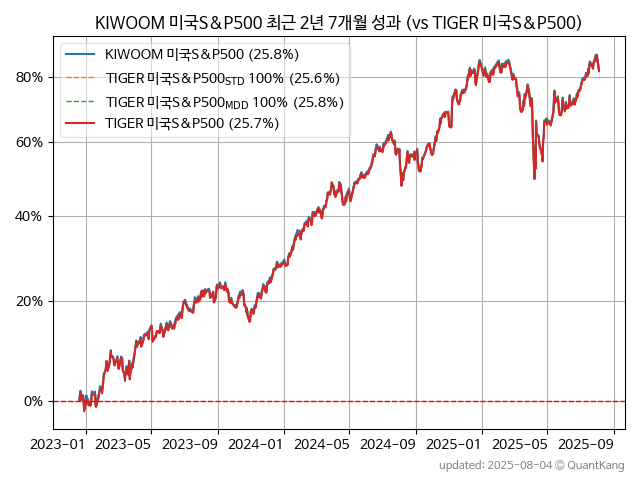 KIWOOM 미국S&P500 최근 2년 7개월 성과 (vs TIGER 미국S&P500)
KIWOOM 미국S&P500 (25.8%)
TIGER 미국S&P500STD 100% (25.6%)
TIGER 미국S&P500MDD 100% (25.8%)
TIGER 미국S&P500 (25.7%)
80%
60%
40%
20%
0%
2023-01 2023-05 2023-09 2024-01 2024-05 2024-09 2025-01 2025-05 2025-09
updated: 2025-08-04 © QuantKang